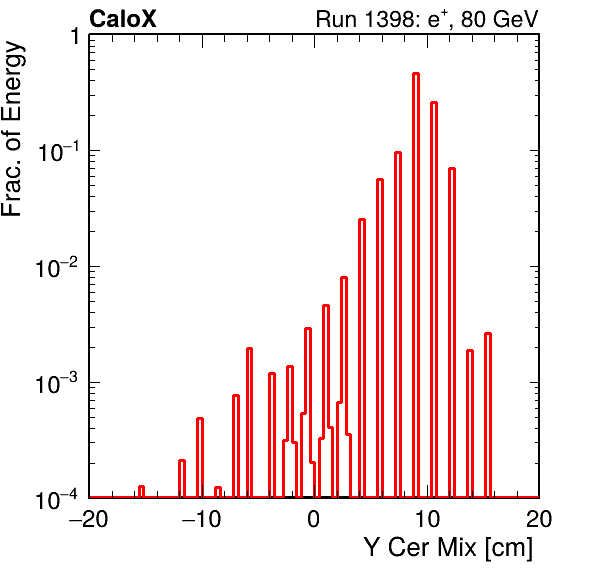 CaloX Run 1398: e⁺, 80 GeV
Frac. of Energy
1
10⁻¹
10⁻²
10⁻³
10⁻⁴
−20 −10 0 10 20
Y Cer Mix [cm]